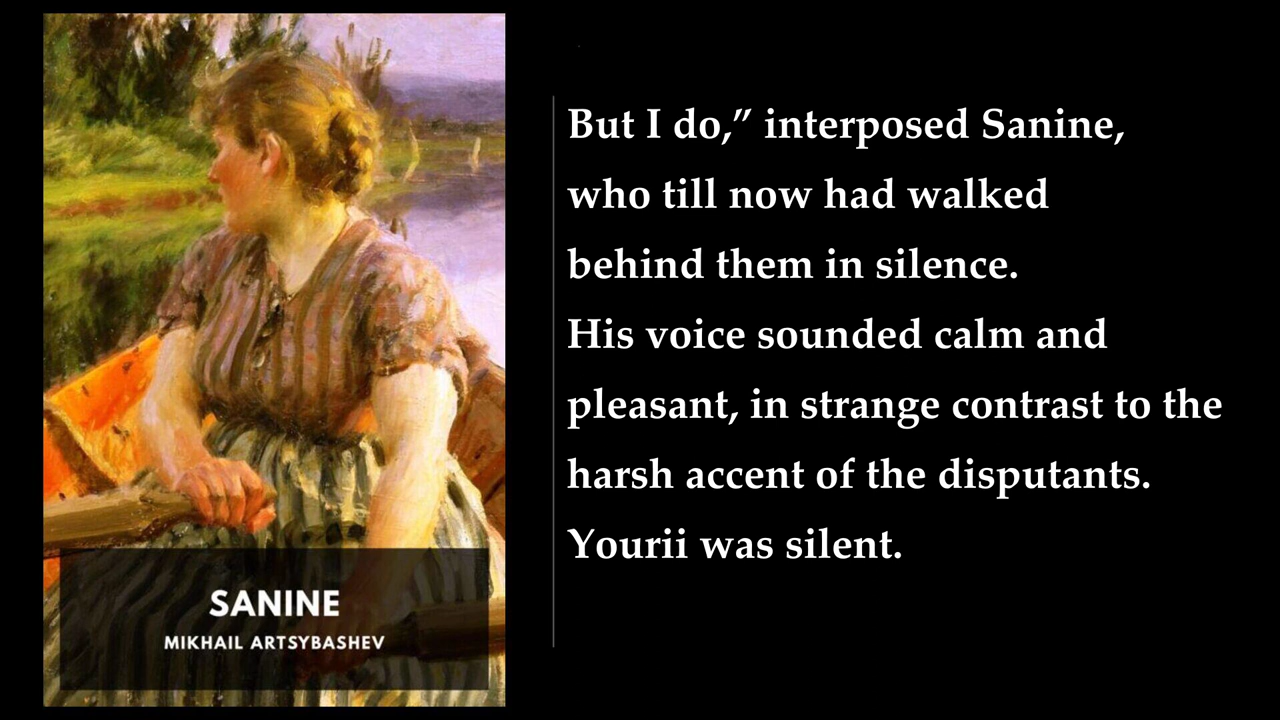 SANINE
MIKHAIL ARTSYBASHEV
But I do,” interposed Sanine,
who till now had walked
behind them in silence.
His voice sounded calm and
pleasant, in strange contrast to the
harsh accent of the disputants.
Yourii was silent.